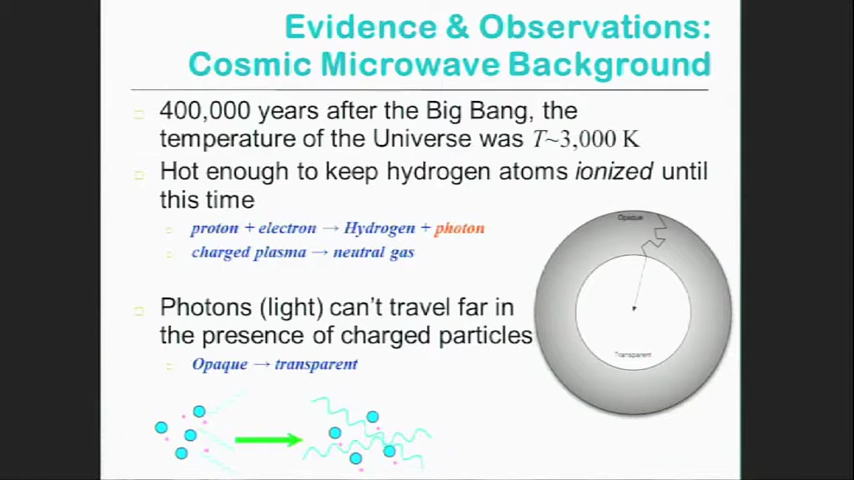 Evidence & Observations:
Cosmic Microwave Background
400,000 years after the Big Bang, the
temperature of the Universe was T~3,000 K
Hot enough to keep hydrogen atoms ionized until
this time
proton + electron → Hydrogen + photon
charged plasma → neutral gas
Opaque
Photons (light) can't travel far in
the presence of charged particles
Transparent
Opaque → transparent